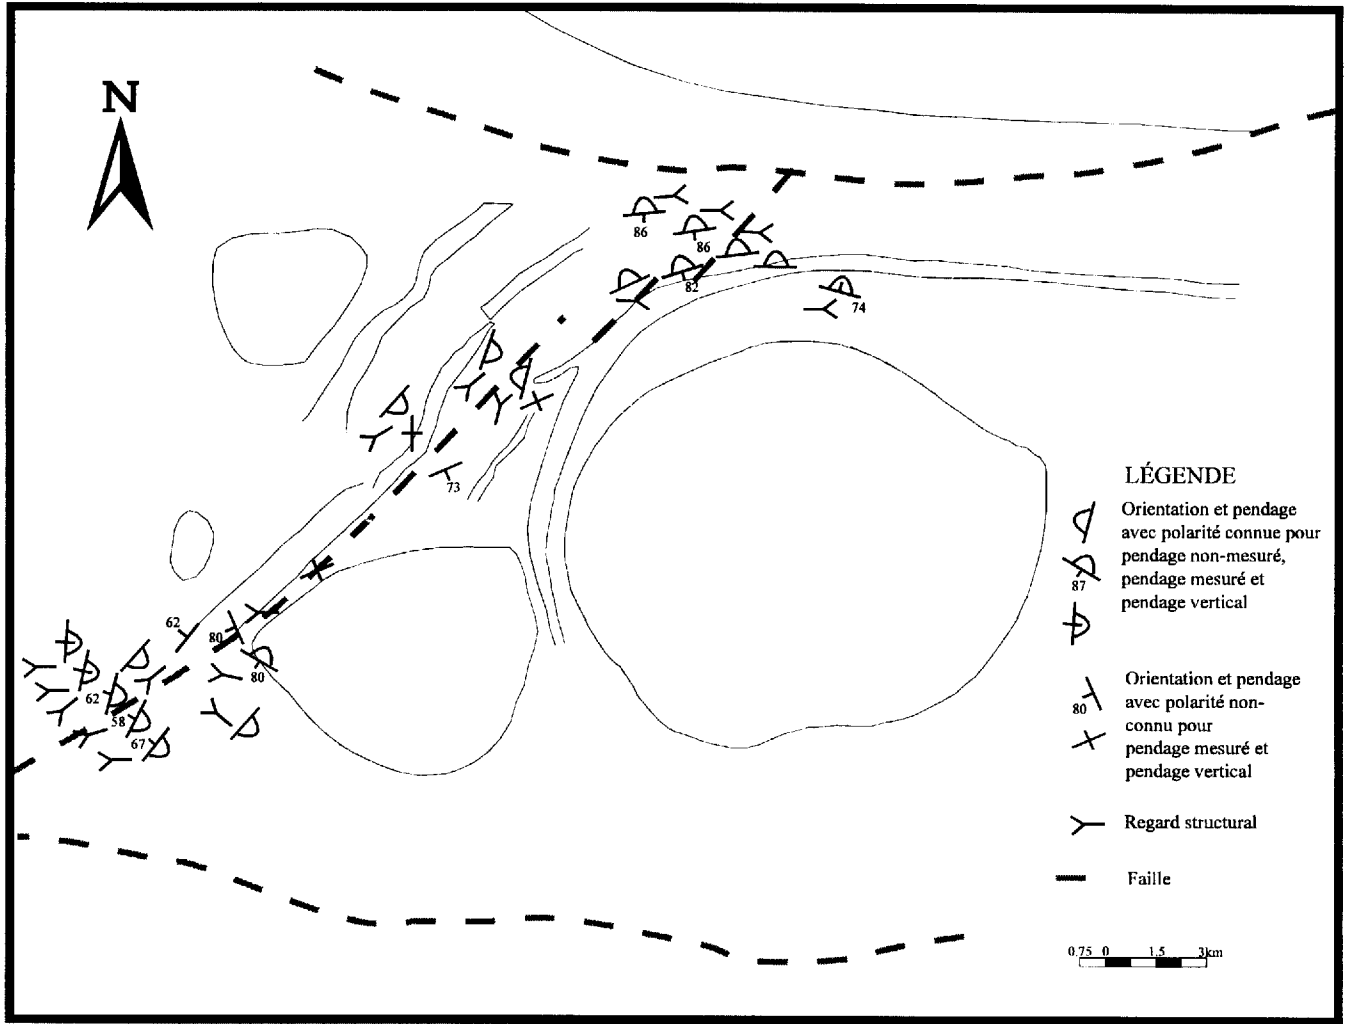 N
86
86
82
74
73
62
80
80
62
58
67
LÉGENDE
Orientation et pendage
avec polarité connue pour
pendage non-mesuré,
pendage mesuré et
pendage vertical
87
Orientation et pendage
avec polarité non-
connu pour
pendage mesuré et
pendage vertical
80
Regard structural
Faille
0.75 0 1.5 3km